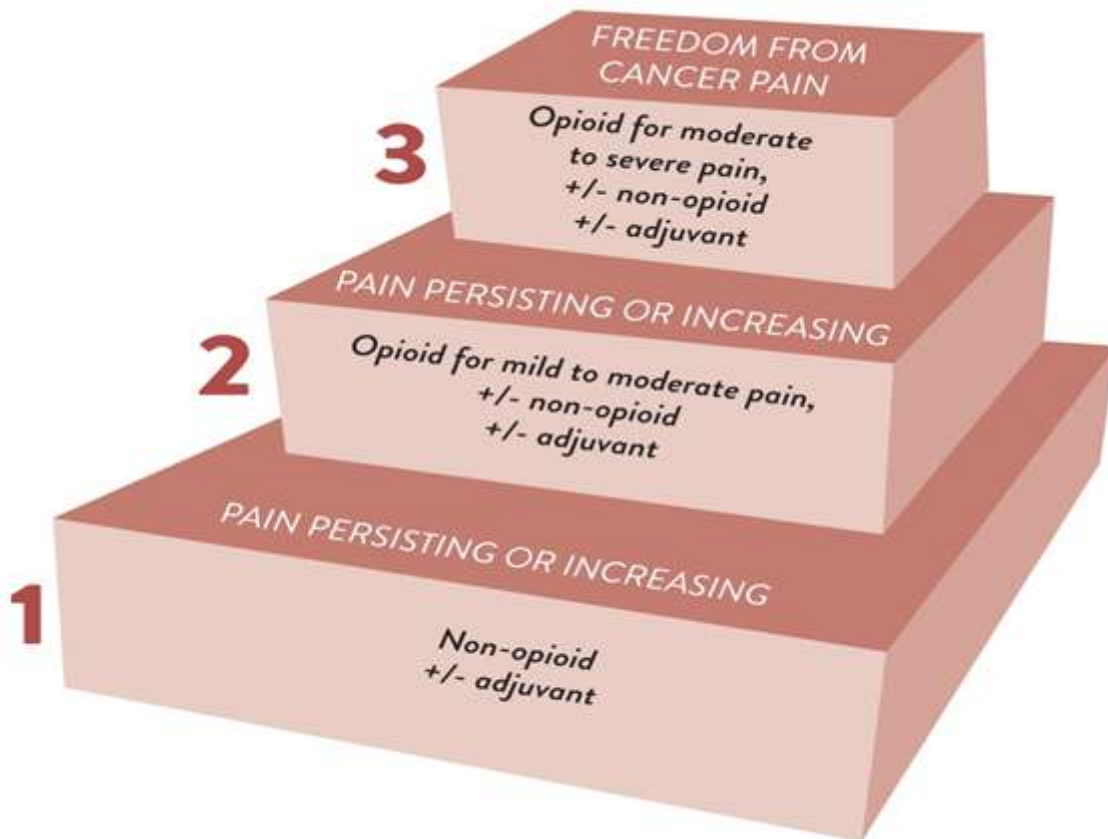 FREEDOM FROM
CANCER PAIN
3
Opioid for moderate
to severe pain,
+/- non-opioid
+/- adjuvant
PAIN PERSISTING OR INCREASING
2
Opioid for mild to moderate pain,
+/- non-opioid
+/- adjuvant
PAIN PERSISTING OR INCREASING
1
Non-opioid
+/- adjuvant